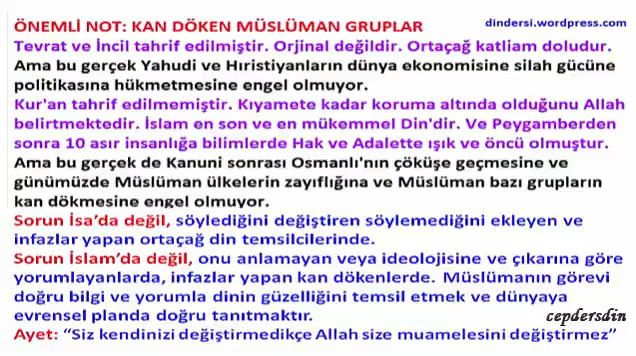 ÖNEMLİ NOT: KAN DÖKEN MÜSLÜMAN GRUPLAR
dindersi.wordpress.com
Tevrat ve İncil tahrif edilmiştir. Orjinal değildir. Ortaçağ katliam doludur.
Ama bu gerçek Yahudi ve Hıristiyanların dünya ekonomisine silah gücüne
politikasına hükmetmesine engel olmuyor.
Kur'an tahrif edilmemiştir. Kıyamete kadar koruma altında olduğunu Allah
belirtmektedir. İslam en son ve en mükemmel Din'dir. Ve Peygamberden
sonra 10 asır insanlığa bilimlerde Hak ve Adalette ışık ve öncü olmuştur.
Ama bu gerçek de Kanuni sonrası Osmanlı'nın çöküşe geçmesine ve
günümüzde Müslüman ülkelerin zayıflığına ve Müslüman bazı grupların
kan dökmesine engel olmuyor.
Sorun İsa’da değil, söylediğini değiştiren söylemediğini ekleyen ve
infazlar yapan ortaçağ din temsilcilerinde.
Sorun İslam’da değil, onu anlamayan veya ideolojisine ve çıkarına göre
yorumlayanlarda, infazlar yapan kan dökenlerde. Müslümanın görevi
doğru bilgi ve yorumla dinin güzelliğini temsil etmek ve dünyaya
evrensel planda doğru tanıtmaktır.
cepdersdin
Ayet: “Siz kendinizi değiştirmedikçe Allah size muamelesini değiştirmez”